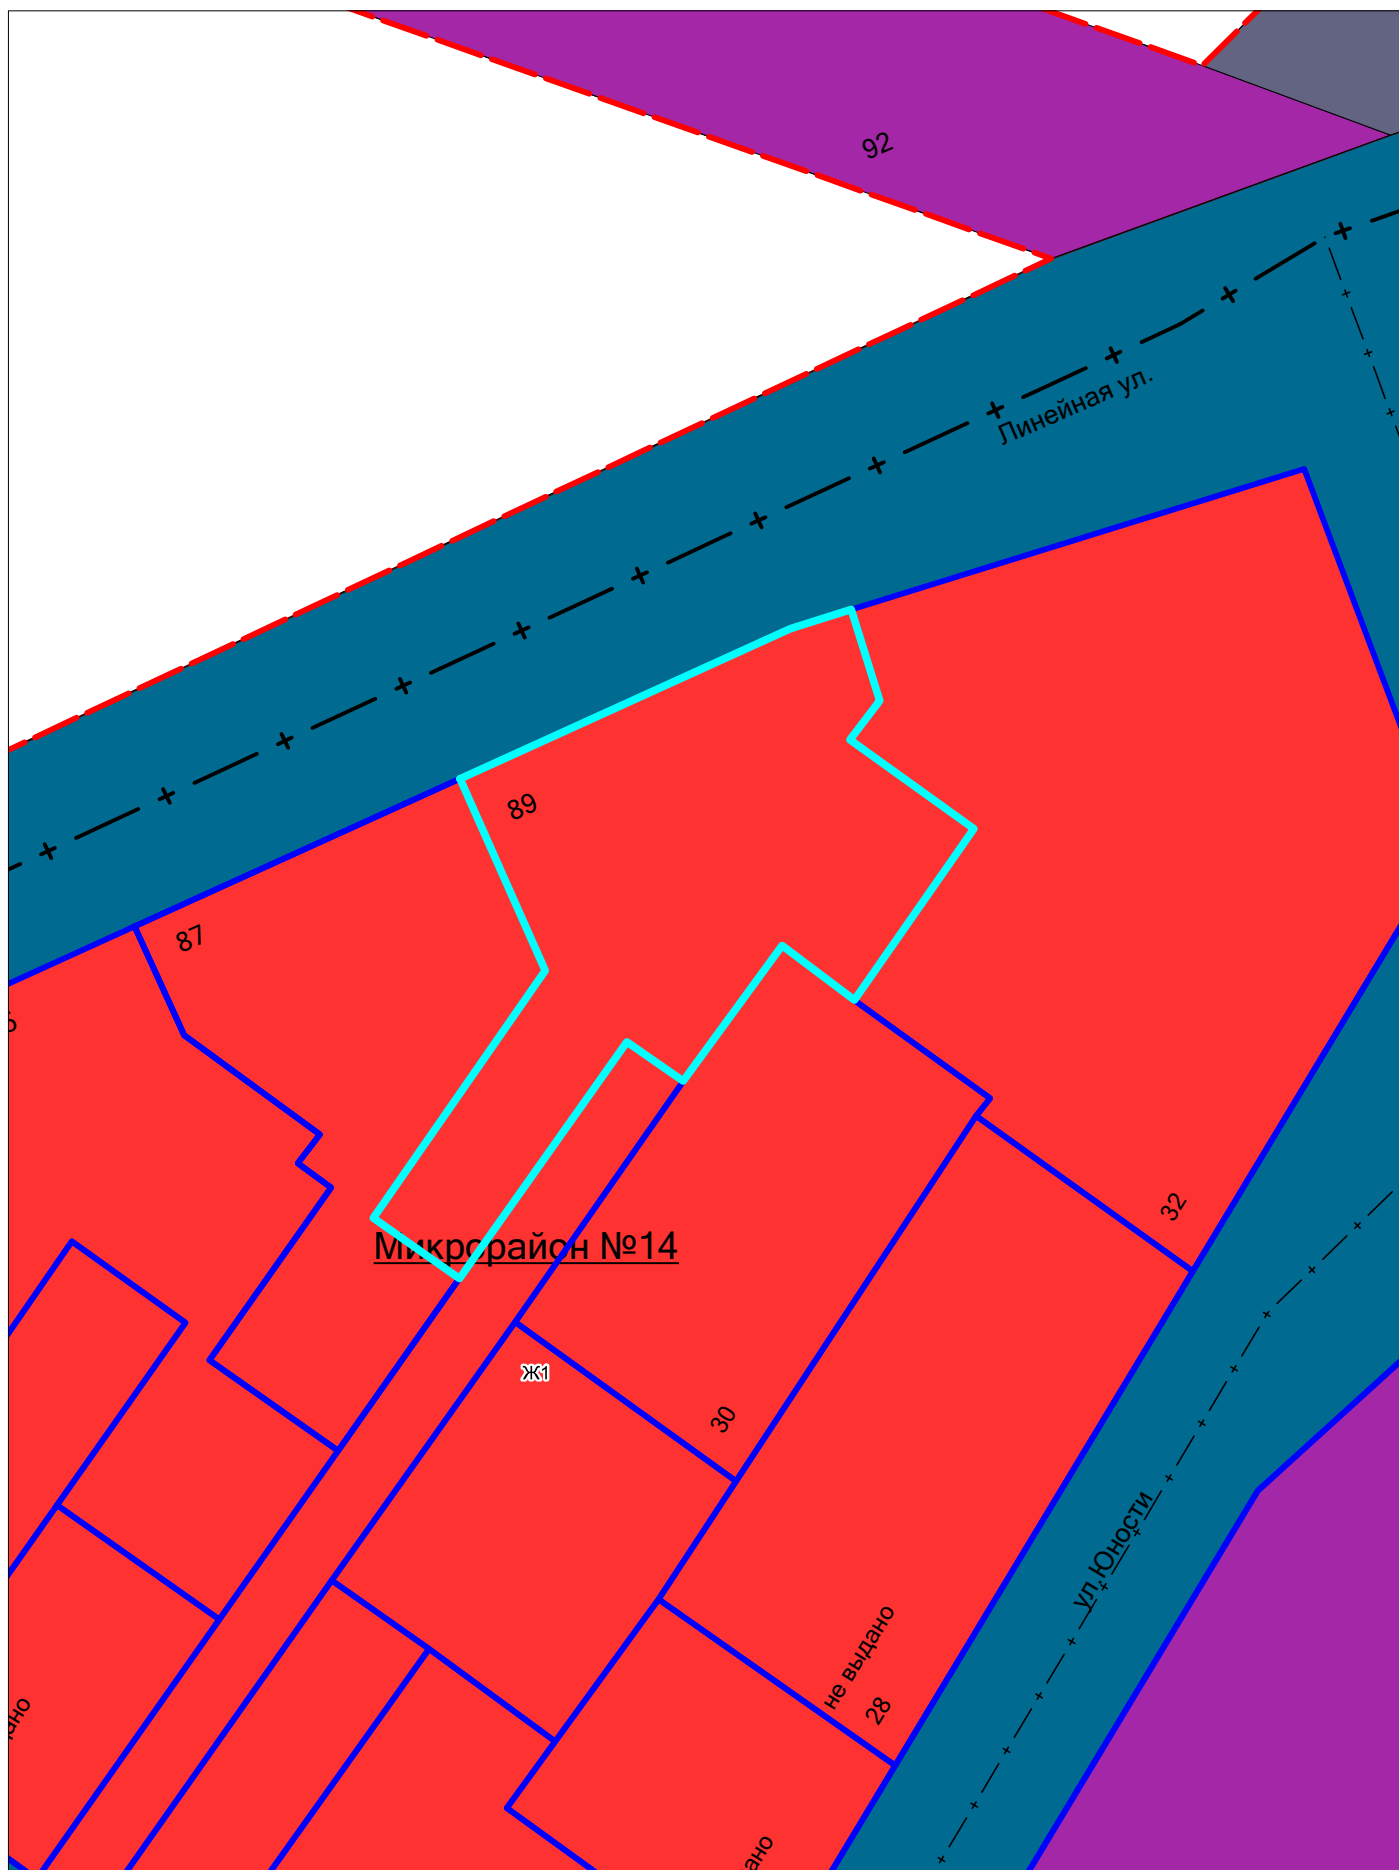 92
Линейная ул.
89
87
32
Микрорайон №14
Ж1
30
ул Юности
не выдано
28